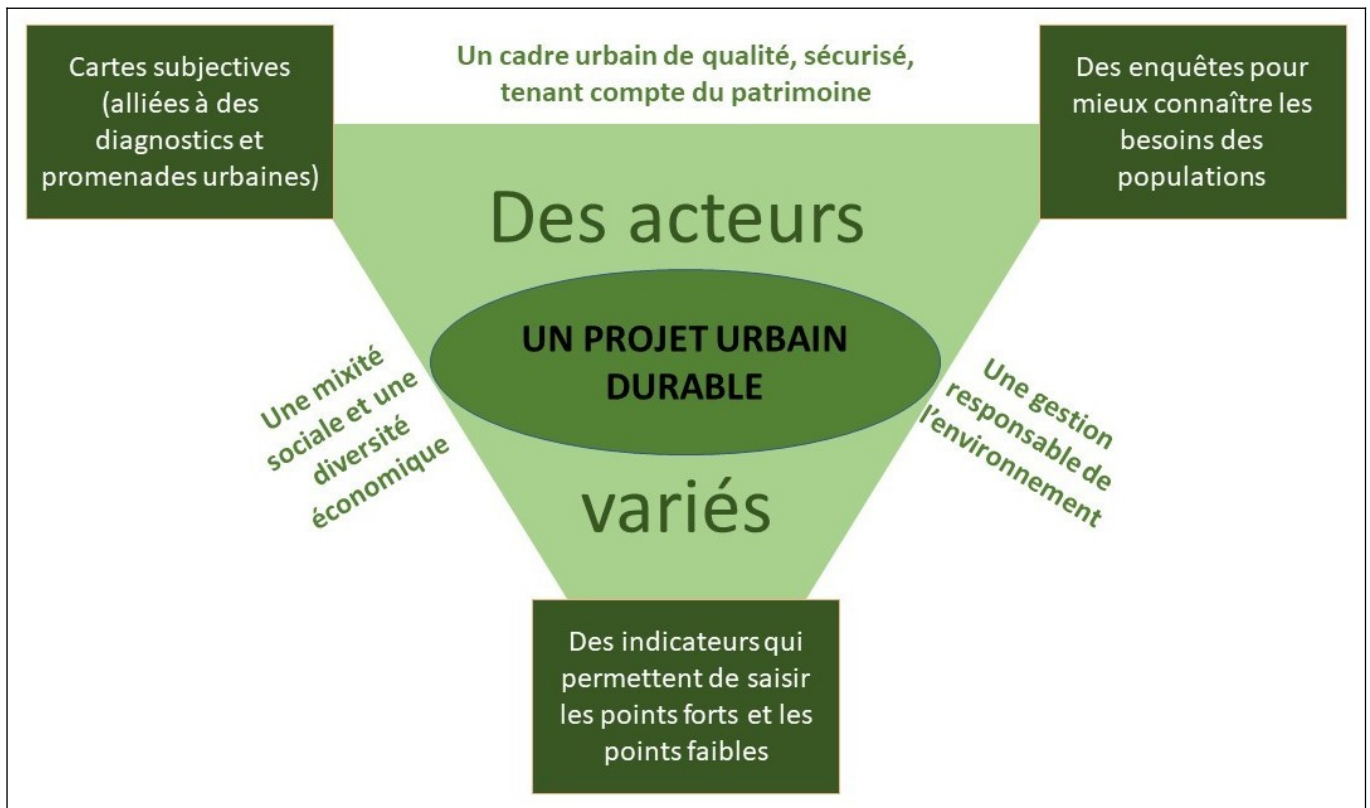 Cartes subjectives
(alliées à des
diagnostics et
promenades urbaines)
Un cadre urbain de qualité, sécurisé,
tenant compte du patrimoine
Des enquêtes pour
mieux connaître les
besoins des
populations
Des acteurs
UN PROJET URBAIN
DURABLE
variés
Une mixité
sociale et une
diversité
économique
Une gestion
responsable de
l'environnement
Des indicateurs qui
permettent de saisir
les points forts et les
points faibles